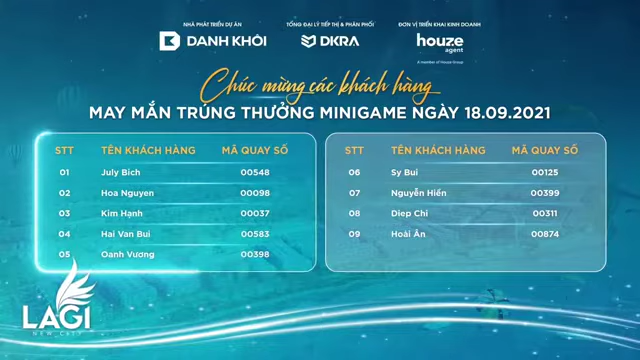 NHÀ PHÁT TRIỂN DỰ ÁN
DANH KHÔI
TỔNG ĐẠI LÝ TIẾP THỊ & PHÂN PHỐI
DKRA
ĐƠN VỊ TRIỂN KHAI KINH DOANH
houze
agent
A member of Houze Group
Chúc mừng các khách hàng
MAY MẮN TRÚNG THƯỞNG MINIGAME NGÀY 18.09.2021
STT TÊN KHÁCH HÀNG MÃ QUAY SỐ
01 July Bich 00548
02 Hoa Nguyen 00098
03 Kim Hạnh 00037
04 Hai Van Bui 00583
05 Oanh Vương 00398
STT TÊN KHÁCH HÀNG MÃ QUAY SỐ
06 Sy Bui 00125
07 Nguyễn Hiền 00399
08 Diep Chi 00311
09 Hoài Ân 00874
LAGI
NEW CITY